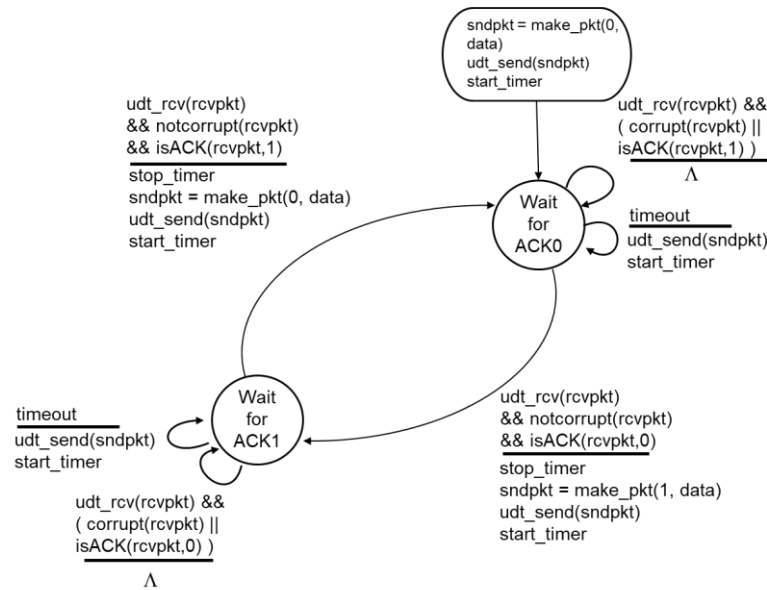 sndpkt = make_pkt(0,
data)
udt_send(sndpkt)
start_timer
udt_rcv(rcvpkt)
&& notcorrupt(rcvpkt)
&& isACK(rcvpkt,1)
stop_timer
sndpkt = make_pkt(0, data)
udt_send(sndpkt)
start_timer
udt_rcv(rcvpkt) &&
( corrupt(rcvpkt) ||
isACK(rcvpkt,1) )
Λ
Wait
for
ACK0
timeout
udt_send(sndpkt)
start_timer
timeout
udt_send(sndpkt)
start_timer
Wait
for
ACK1
udt_rcv(rcvpkt) &&
( corrupt(rcvpkt) ||
isACK(rcvpkt,0) )
Λ
udt_rcv(rcvpkt)
&& notcorrupt(rcvpkt)
&& isACK(rcvpkt,0)
stop_timer
sndpkt = make_pkt(1, data)
udt_send(sndpkt)
start_timer